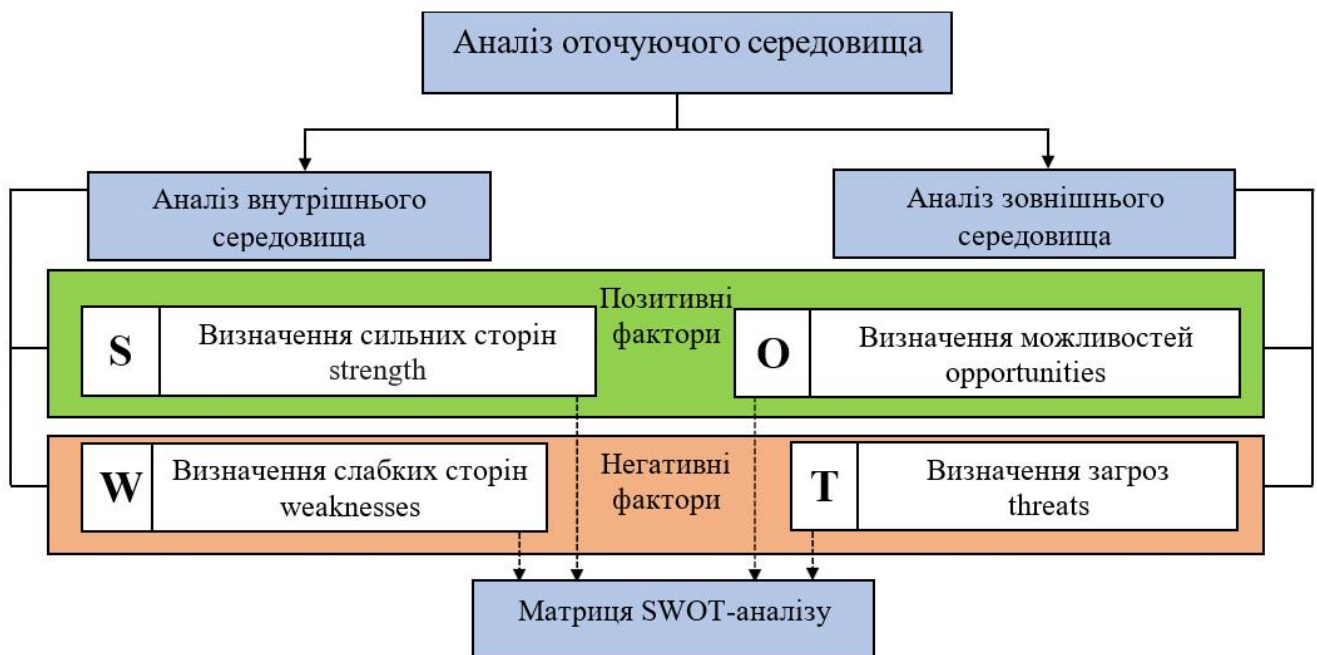 Аналіз оточуючого середовища
Аналіз внутрішнього
середовища
Аналіз зовнішнього
середовища
Позитивні
фактори
S
Визначення сильних сторін
strength
O
Визначення можливостей
opportunities
Негативні
фактори
W
Визначення слабких сторін
weaknesses
T
Визначення загроз
threats
Матриця SWOT-аналізу